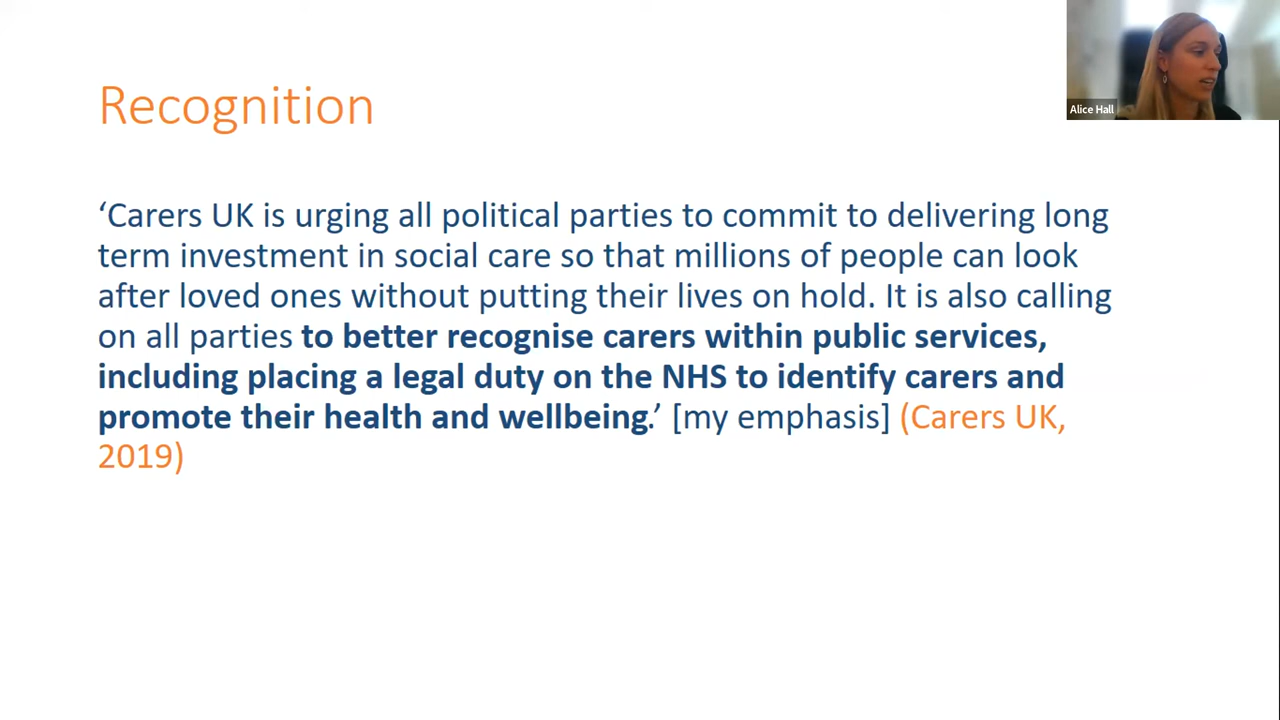 Recognition
Alice Hall
‘Carers UK is urging all political parties to commit to delivering long
term investment in social care so that millions of people can look
after loved ones without putting their lives on hold. It is also calling
on all parties to better recognise carers within public services,
including placing a legal duty on the NHS to identify carers and
promote their health and wellbeing.’ [my emphasis] (Carers UK,
2019)